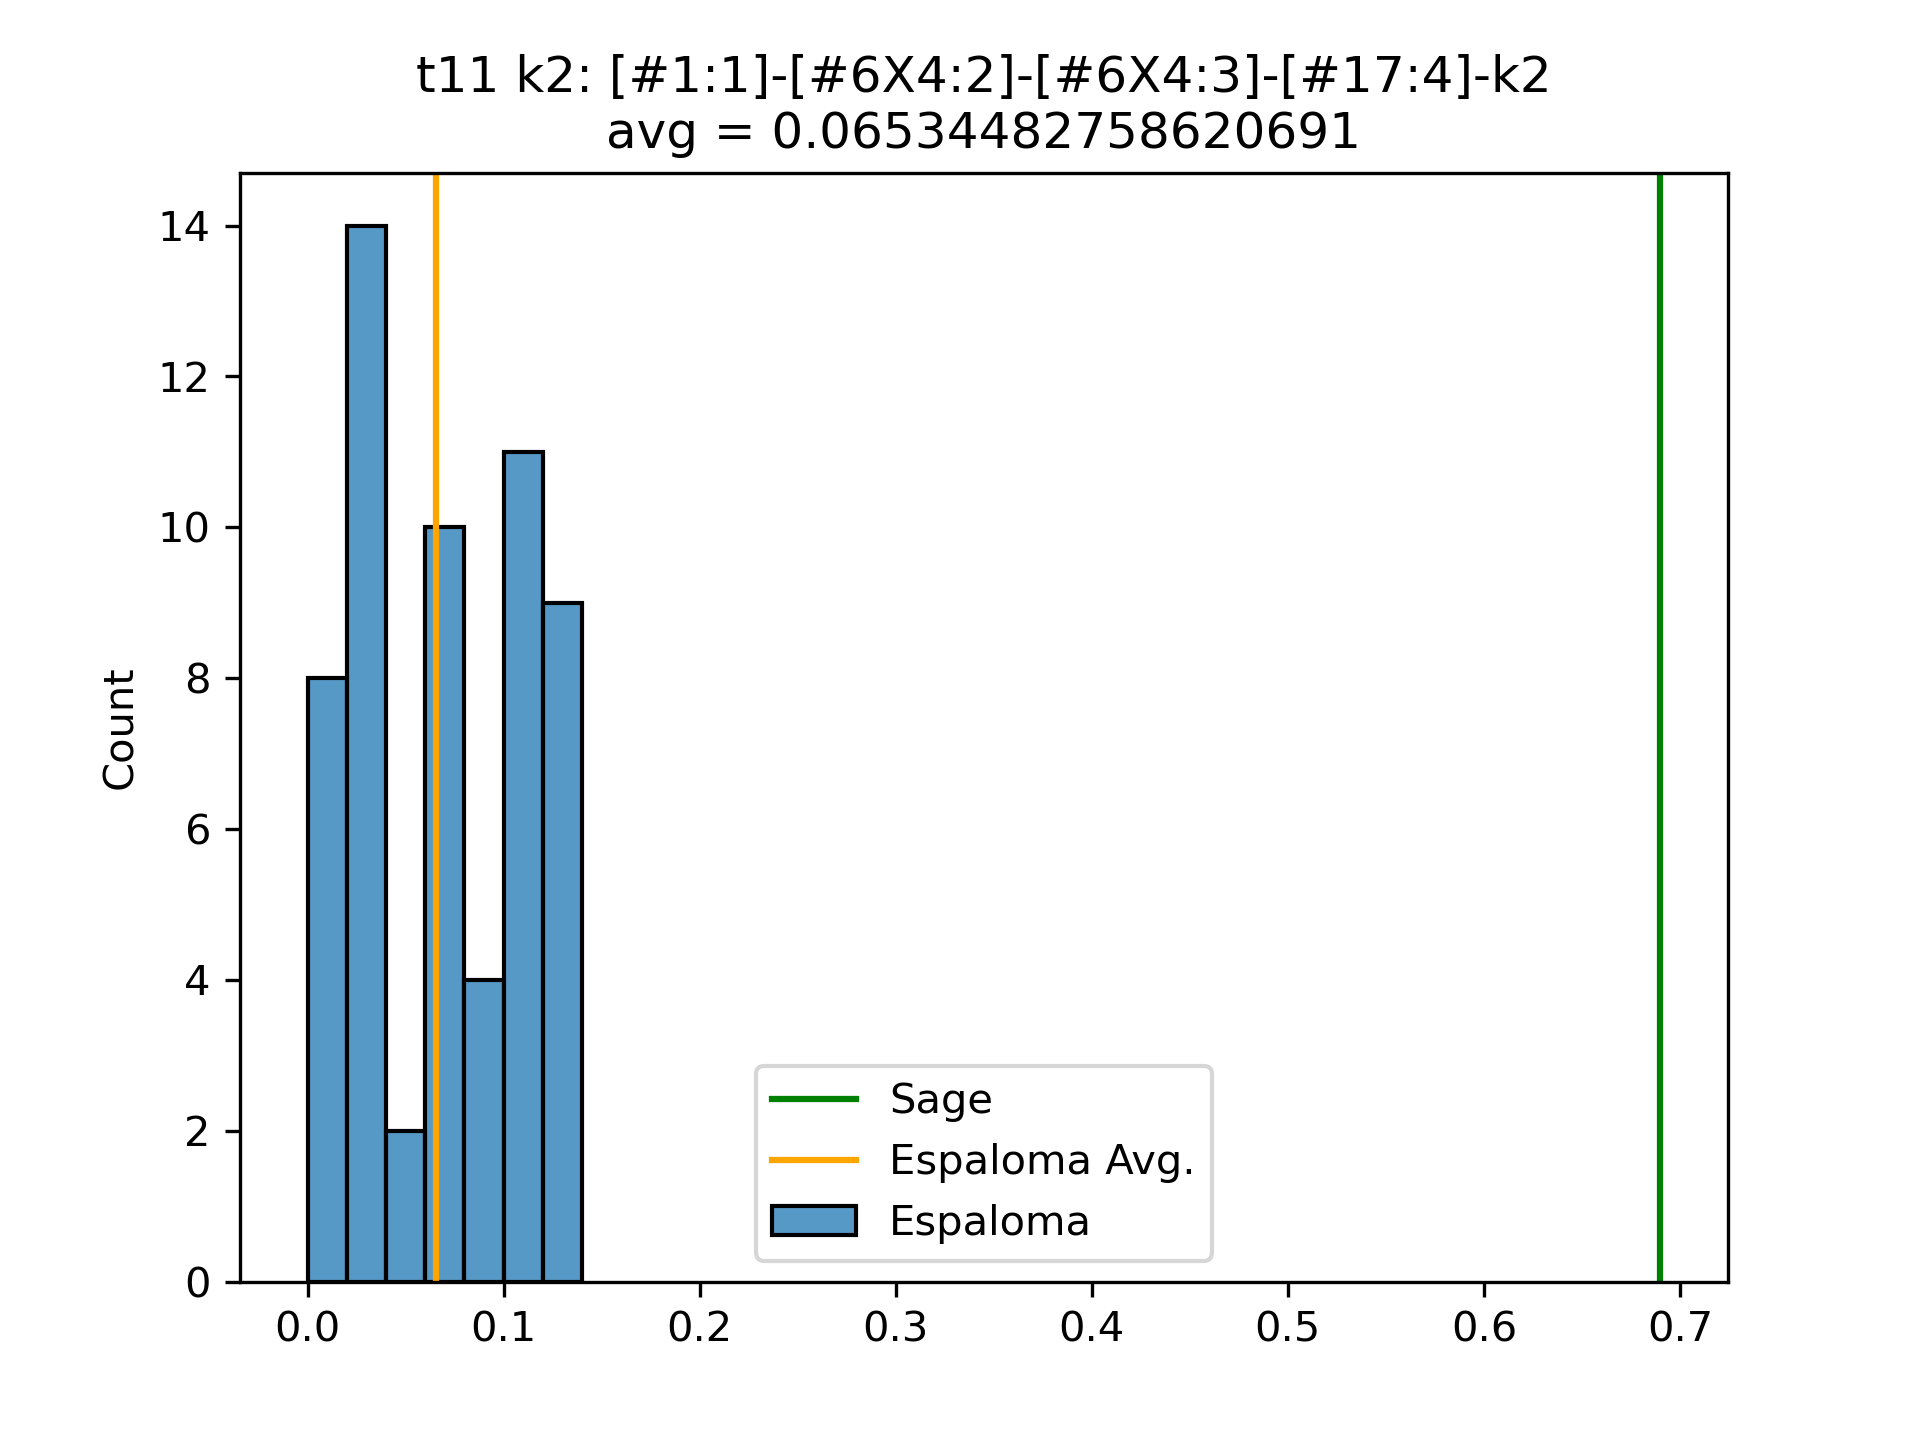 t11 k2: [#1:1]-[#6X4:2]-[#6X4:3]-[#17:4]-k2
avg = 0.06534482758620691
14
12
10
8
6
4
2
0
Count
Sage
Espaloma Avg.
Espaloma
0.0 0.1 0.2 0.3 0.4 0.5 0.6 0.7